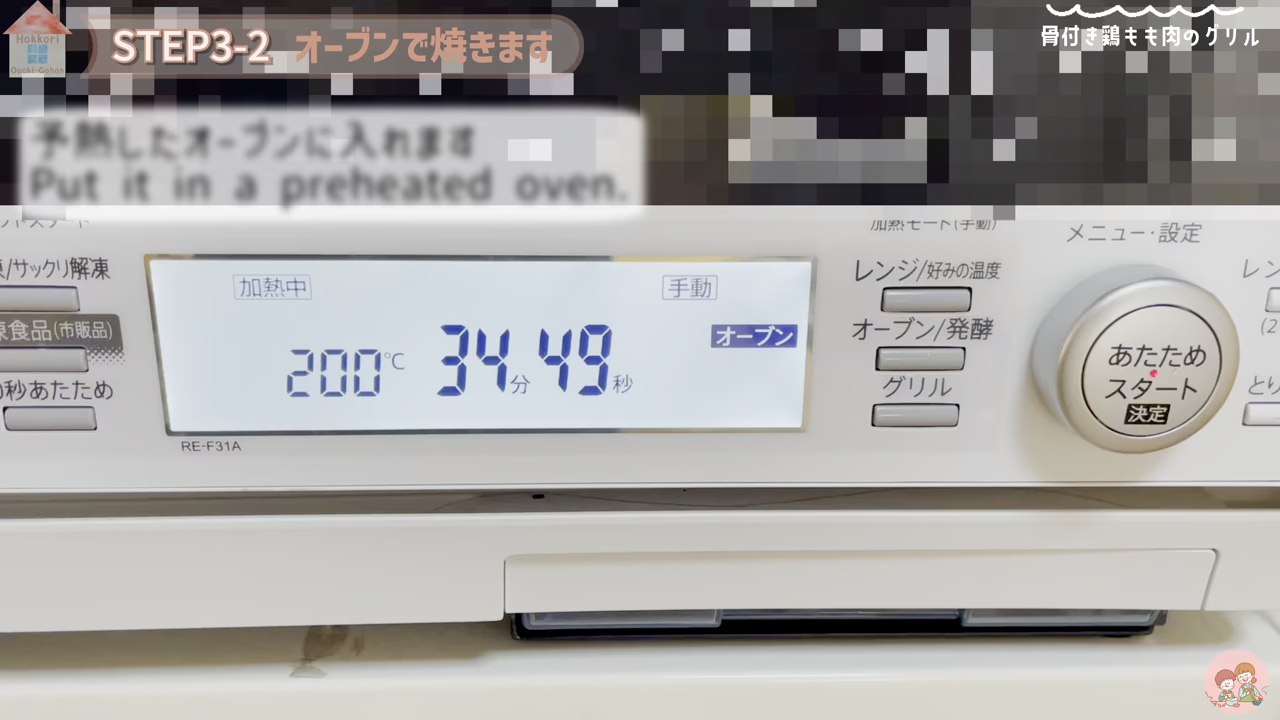 Hokkori
Ouchi-Gohan
STEP3-2 オーブンで焼きます
骨付き鶏もも肉のグリル
予熱したオーブンに入れます
Put it in a preheated oven.
加熱モード(手動)
メニュー・設定
/サックリ解凍
食品(市販品)
秒あたため
加熱中
手動
オーブン
200℃ 34分49秒
RE-F31A
レンジ/好みの温度
オーブン/発酵
グリル
あたため
スタート
決定
レン
(2
とり